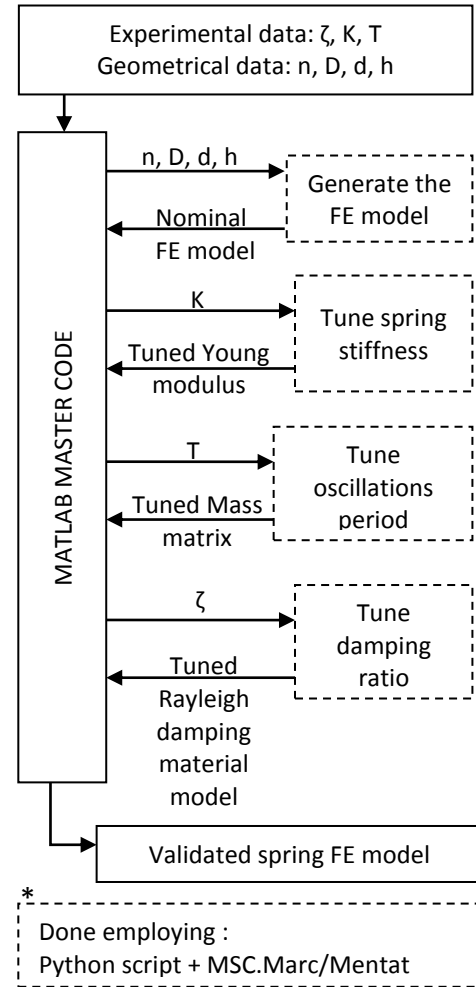 Experimental data: ζ, K, T
Geometrical data: n, D, d, h
MATLAB MASTER CODE
n, D, d, h
Generate the
FE model
Nominal
FE model
K
Tune spring
stiffness
Tuned Young
modulus
T
Tune
oscillations
period
Tuned Mass
matrix
ζ
Tune
damping
ratio
Tuned
Rayleigh
damping
material
model
Validated spring FE model
*
Done employing :
Python script + MSC.Marc/Mentat